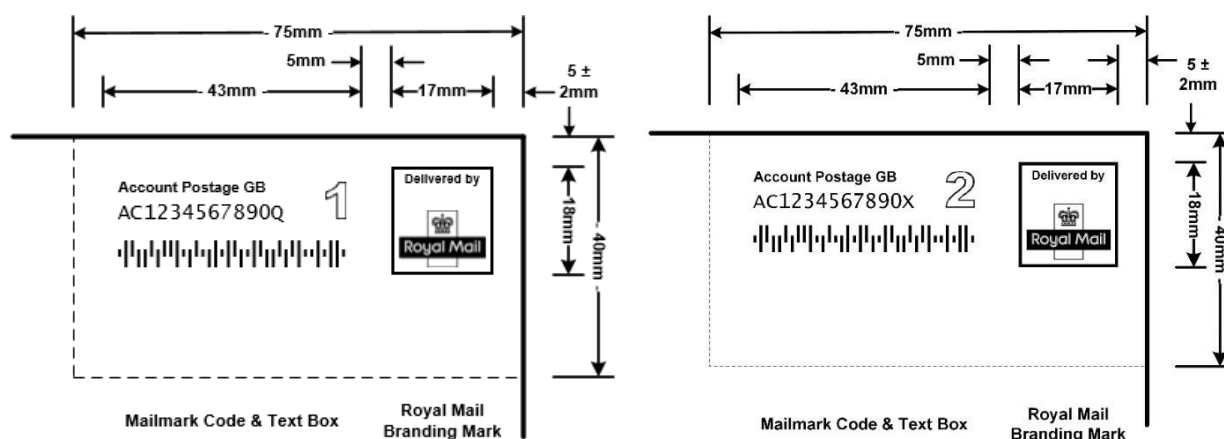 - 75mm -
5mm
5 ±
2mm
- 43mm -
17mm
Account Postage GB
AC1234567890Q
1
Delivered by
Royal Mail
18mm
- 40mm -
Mailmark Code & Text Box
Royal Mail
Branding Mark
- 75mm -
5mm
5 ±
2mm
- 43mm -
17mm
Account Postage GB
AC1234567890X
2
Delivered by
Royal Mail
18mm
- 40mm -
Mailmark Code & Text Box
Royal Mail
Branding Mark